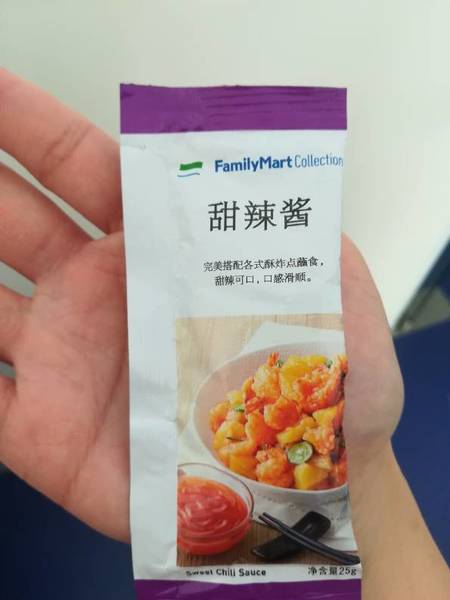 FamilyMart Collection
甜辣酱
完美搭配各式酥炸点蘸食，
甜辣可口，口感滑顺。
Sweet Chili Sauce 净含量25g